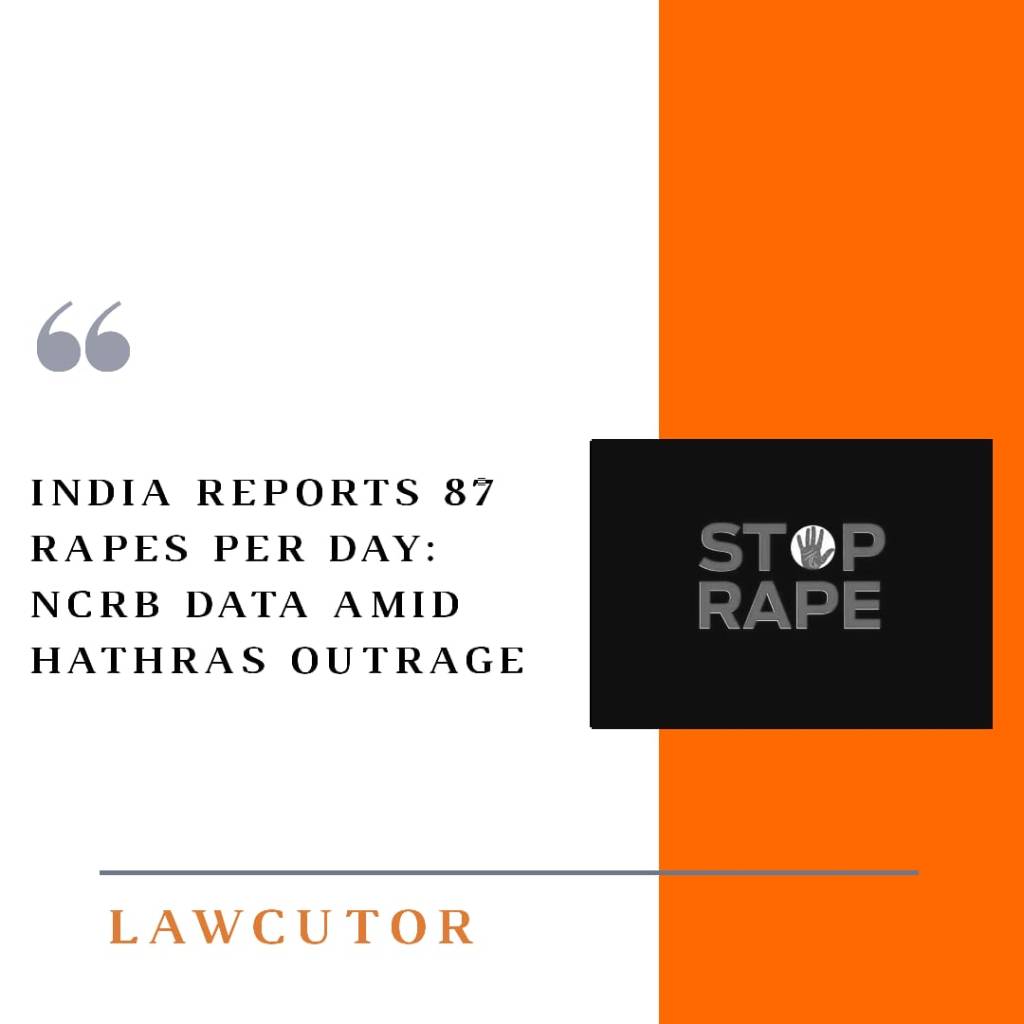 INDIA REPORTS 87
RAPES PER DAY:
NCRB DATA AMID
HATHRAS OUTRAGE
STOP
RAPE
LAWCUTOR